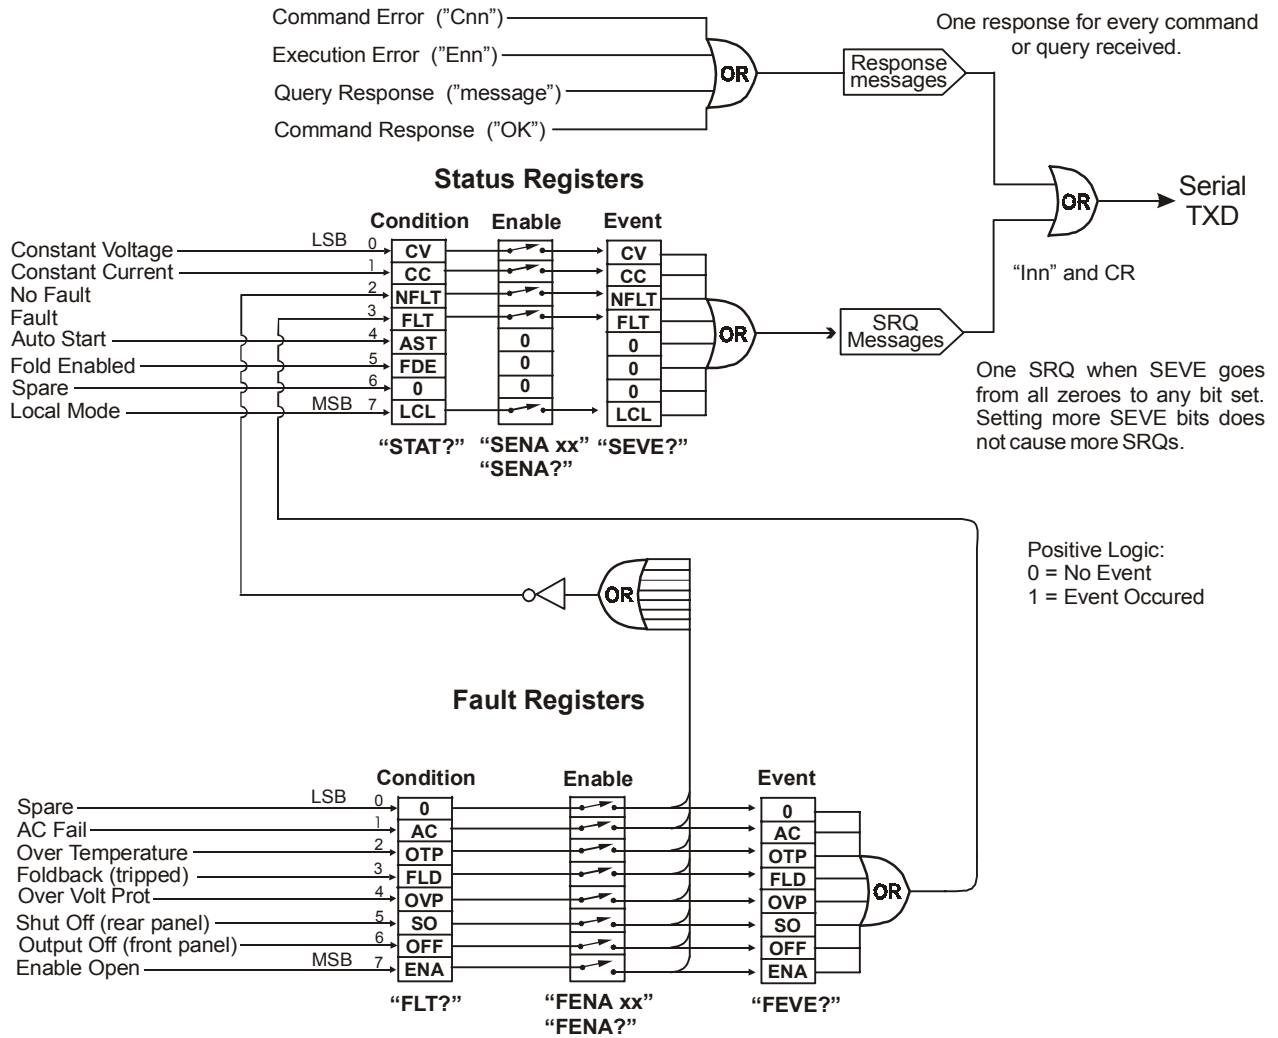 Command Error ("Cnn")
Execution Error ("Enn")
Query Response ("message")
Command Response ("OK")
OR
Response
messages
One response for every command
or query received.
OR
Serial
TXD
"Inn" and CR
Status Registers
Condition Enable Event
Constant Voltage LSB 0 CV CV
Constant Current 1 CC CC
No Fault 2 NFLT NFLT
Fault 3 FLT FLT
Auto Start 4 AST 0 0
Fold Enabled 5 FDE 0 0
Spare 6 0 0 0
Local Mode MSB 7 LCL LCL
OR
SRQ
Messages
"STAT?" "SENA xx" "SEVE?"
"SENA?"
One SRQ when SEVE goes
from all zeroes to any bit set.
Setting more SEVE bits does
not cause more SRQs.
Positive Logic:
0 = No Event
1 = Event Occured
OR
Fault Registers
Condition Enable Event
Spare LSB 0 0 0
AC Fail 1 AC AC
Over Temperature 2 OTP OTP
Foldback (tripped) 3 FLD FLD
Over Volt Prot 4 OVP OVP
Shut Off (rear panel) 5 SO SO
Output Off (front panel) 6 OFF OFF
Enable Open MSB 7 ENA ENA
OR
"FLT?" "FENA xx" "FEVE?"
"FENA?"